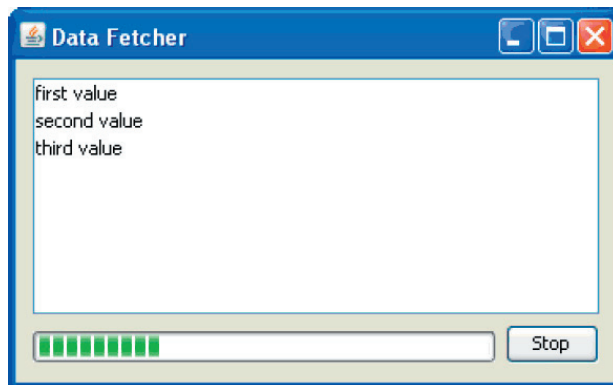 Data Fetcher
first value
second value
third value
Stop